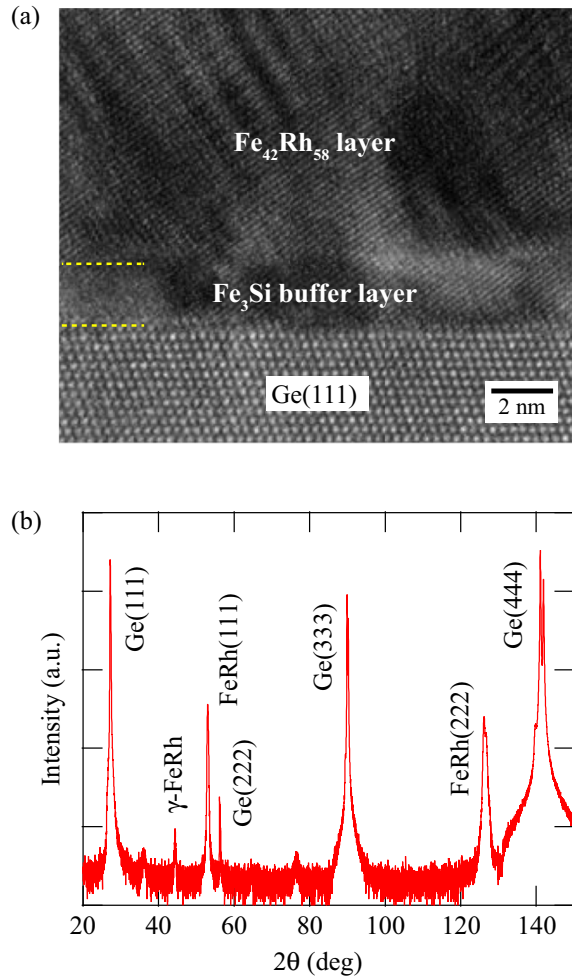 (a)
Fe₄₂Rh₅₈ layer
Fe₃Si buffer layer
Ge(111)
2 nm
(b)
Intensity (a.u.)
Ge(111)
γ-FeRh
FeRh(111)
Ge(222)
Ge(333)
FeRh(222)
Ge(444)
20 40 60 80 100 120 140
2θ (deg)